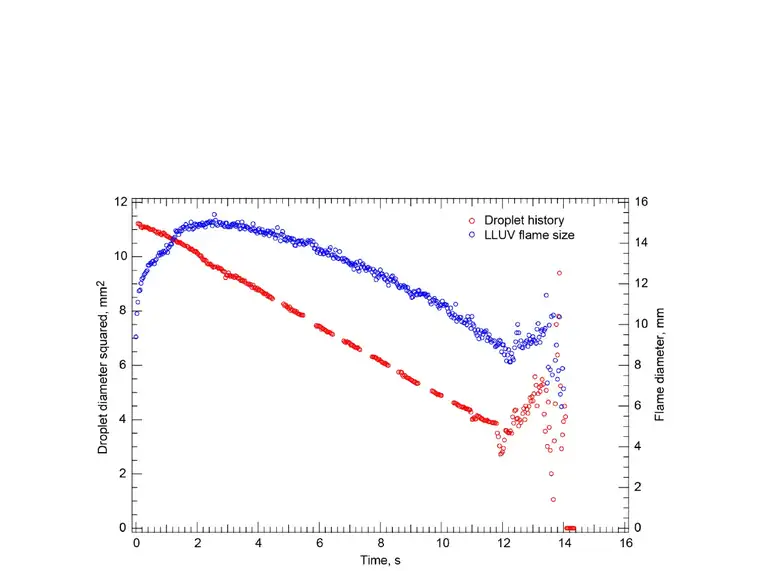 12
10
8
6
4
2
0
Droplet diameter squared, mm2
16
14
12
10
8
6
4
2
0
Flame diameter, mm
Droplet history
LLUV flame size
0 2 4 6 8 10 12 14 16
Time, s